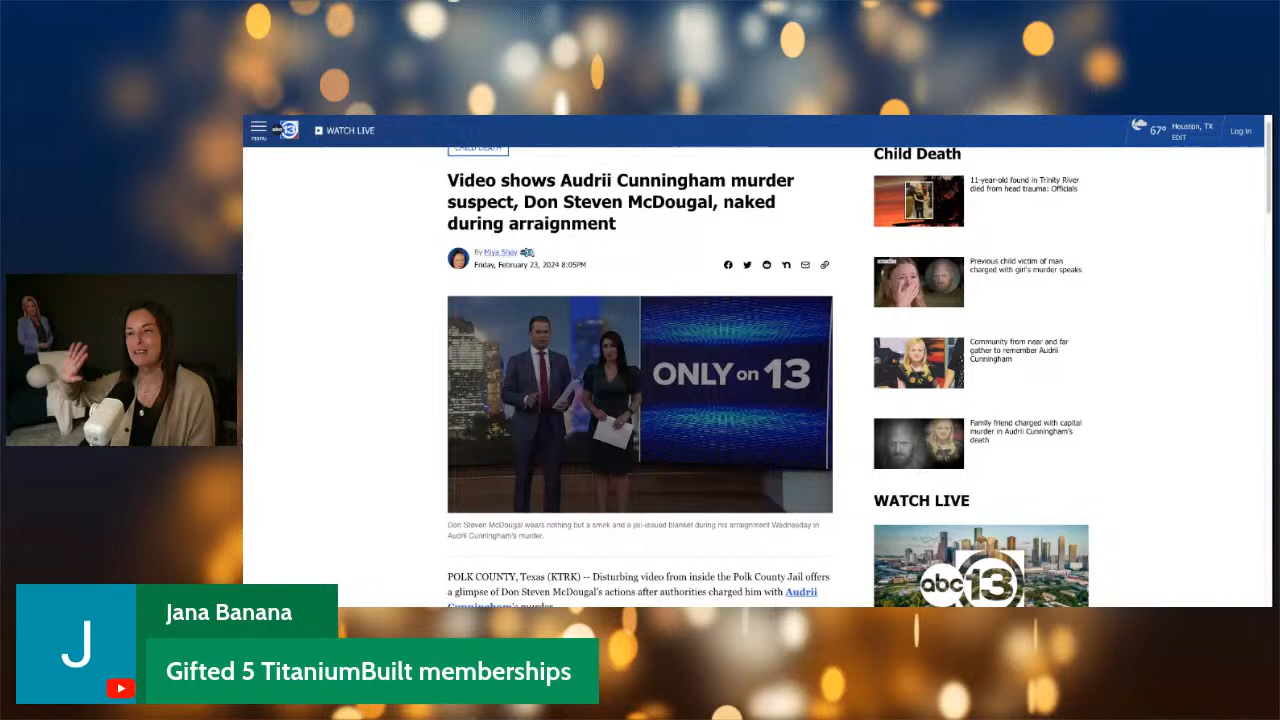 menu
abc 13
WATCH LIVE
67°
Houston, TX
EDIT
Log In
CHILD DEATH
Video shows Audrii Cunningham murder
suspect, Don Steven McDougal, naked
during arraignment
By Miya Shay
Friday, February 23, 2024 8:05PM
ONLY on 13
Don Steven McDougal wears nothing but a smirk and a jail-issued blanket during his arraignment Wednesday in
Audrii Cunningham's murder.
POLK COUNTY, Texas (KTRK) -- Disturbing video from inside the Polk County Jail offers
a glimpse of Don Steven McDougal's actions after authorities charged him with Audrii
Cunningham's murder
Child Death
11-year-old found in Trinity River
died from head trauma: Officials
Previous child victim of man
charged with girl's murder speaks
Community from near and far
gather to remember Audrii
Cunningham
Family friend charged with capital
murder in Audrii Cunningham's
death
WATCH LIVE
abc 13
J
Jana Banana
Gifted 5 TitaniumBuilt memberships